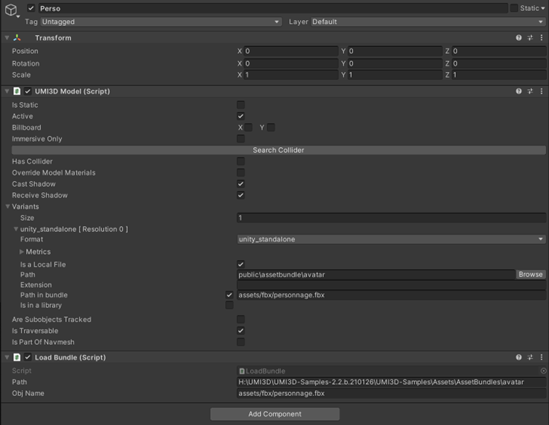 Perso
Static
Tag Untagged Layer Default
Transform
Position X 0 Y 0 Z 0
Rotation X 0 Y 0 Z 0
Scale X 1 Y 1 Z 1
UMI3D Model (Script)
Is Static
Active
Billboard X Y
Immersive Only
Search Collider
Has Collider
Override Model Materials
Cast Shadow
Receive Shadow
Variants
Size 1
unity_standalone [ Resolution 0 ]
Format unity_standalone
Metrics
Is a Local File
Path public\assetbundle\avatar Browse
Extension
Path in bundle assets/fbx/personnage.fbx
Is in a library
Are Subobjects Tracked
Is Traversable
Is Part Of Navmesh
Load Bundle (Script)
Script LoadBundle
Path H:\UMI3D\UMI3D-Samples-2.2.b.210126\UMI3D-Samples\Assets\AssetBundles\avatar
Obj Name assets/fbx/personnage.fbx
Add Component